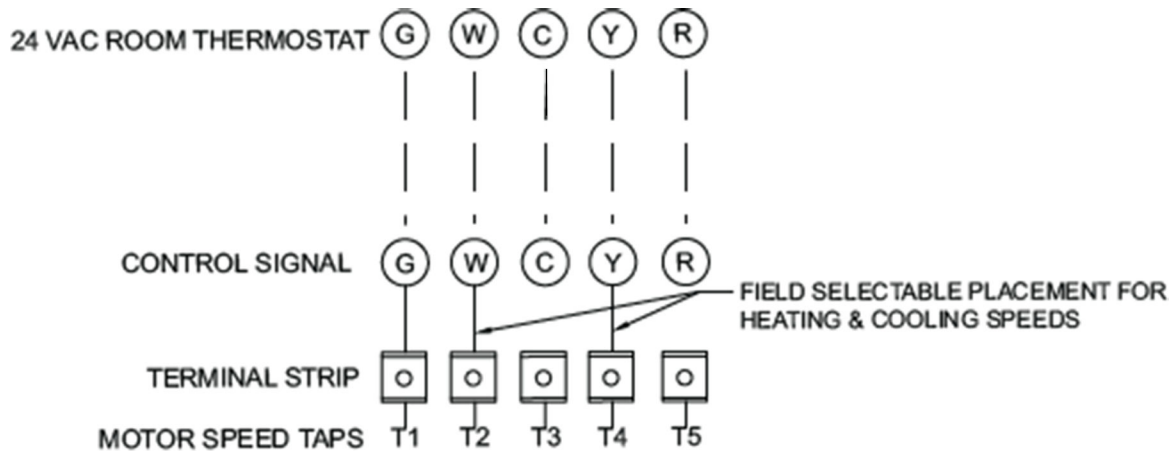 24 VAC ROOM THERMOSTAT G W C Y R
CONTROL SIGNAL G W C Y R
FIELD SELECTABLE PLACEMENT FOR
HEATING & COOLING SPEEDS
TERMINAL STRIP
MOTOR SPEED TAPS T1 T2 T3 T4 T5